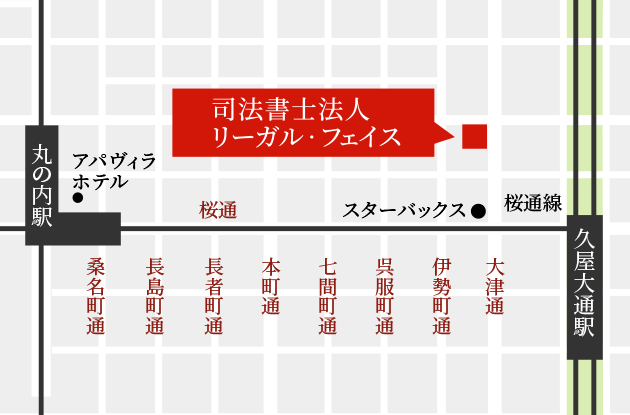 司法書士法人
リーガル・フェイス
丸の内駅
アパヴィラ
ホテル
桜通
スターバックス
桜通線
久屋大通駅
桑名町通
長島町通
長者町通
本町通
七間町通
呉服町通
伊勢町通
大津通